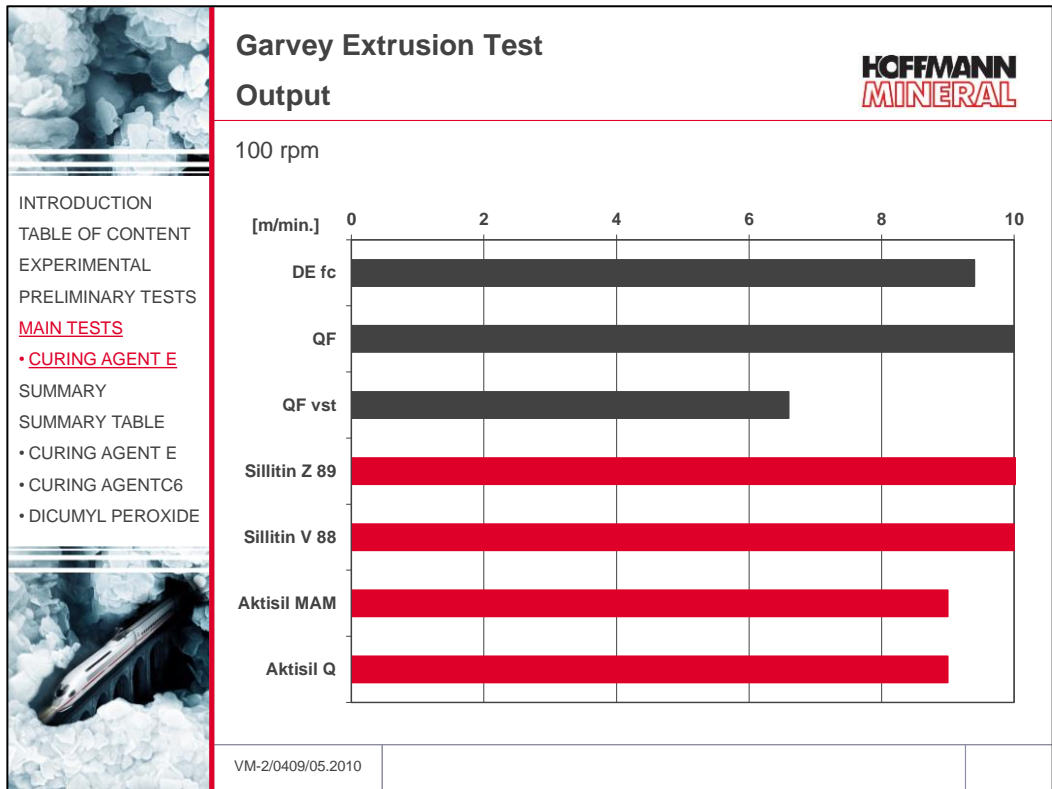 Garvey Extrusion Test
Output
HOFFMANN
MINERAL
100 rpm
INTRODUCTION
TABLE OF CONTENT
EXPERIMENTAL
PRELIMINARY TESTS
MAIN TESTS
• CURING AGENT E
SUMMARY
SUMMARY TABLE
• CURING AGENT E
• CURING AGENTC6
• DICUMYL PEROXIDE
[m/min.] 0 2 4 6 8 10
DE fc
QF
QF vst
Sillitin Z 89
Sillitin V 88
Aktisil MAM
Aktisil Q
VM-2/0409/05.2010